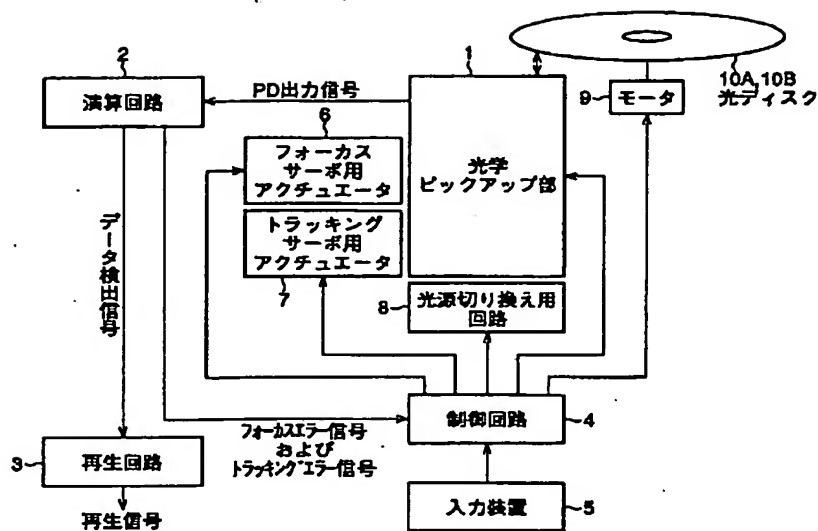 2
演算回路
PD出力信号
1
10A,10B
光ディスク
9
モータ
6
フォーカス
サーボ用
アクチュエータ
光学
ピックアップ部
トラッキング
サーボ用
アクチュエータ
7
データ検出信号
8
光源切り換え用
回路
フォーカスエラー信号
および
トラッキングエラー信号
制御回路
4
3
再生回路
再生信号
入力装置
5